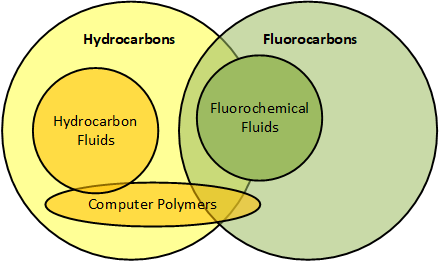 Hydrocarbons
Fluorocarbons
Hydrocarbon
Fluids
Fluorochemical
Fluids
Computer Polymers